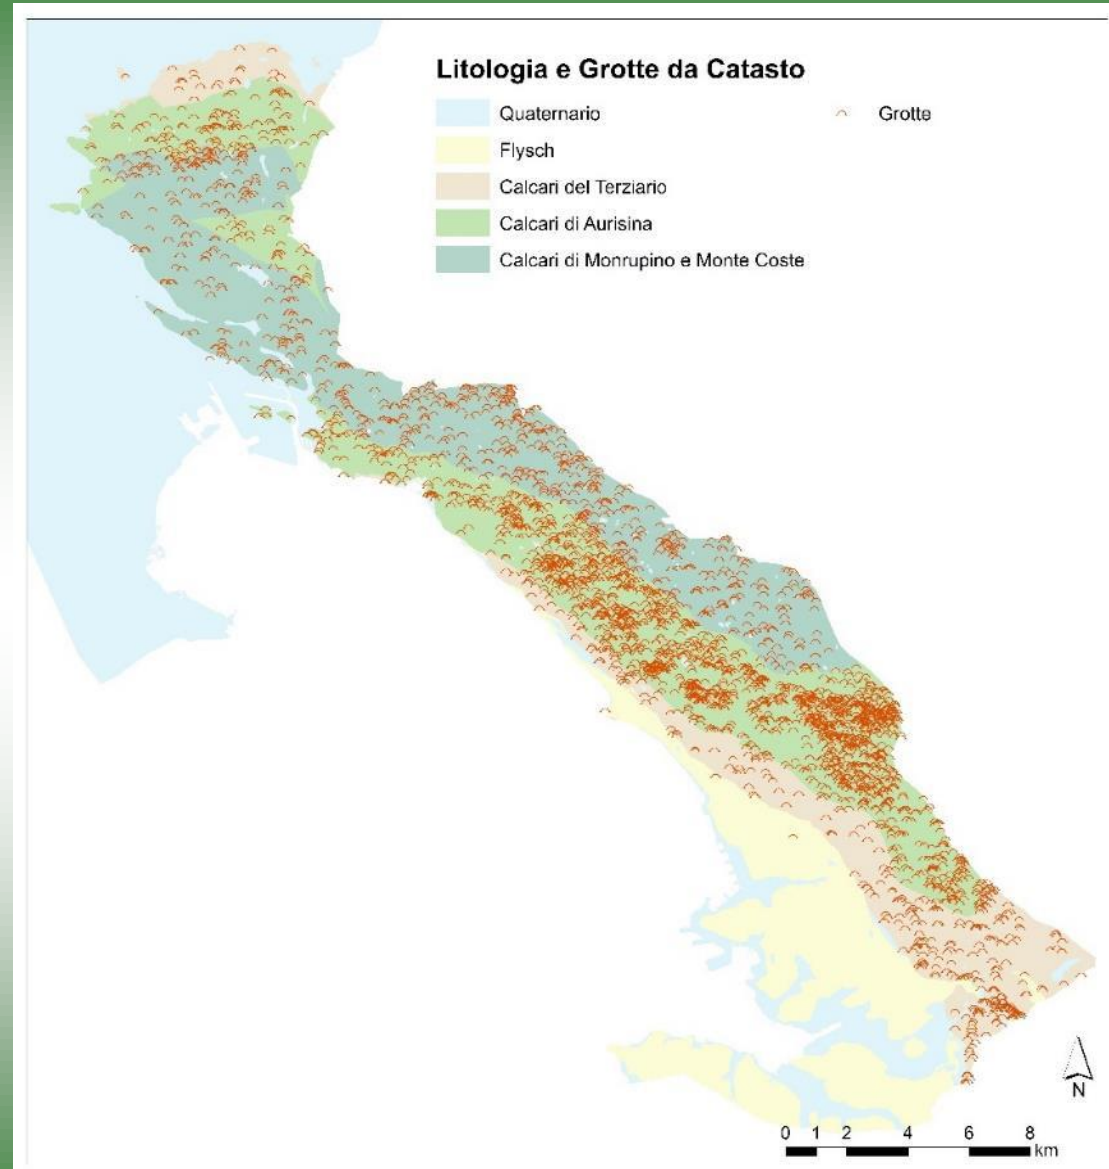 Litologia e Grotte da Catasto
Quaternario
Grotte
Flysch
Calcari del Terziario
Calcari di Aurisina
Calcari di Monrupino e Monte Coste
N
0 1 2 4 6 8
km